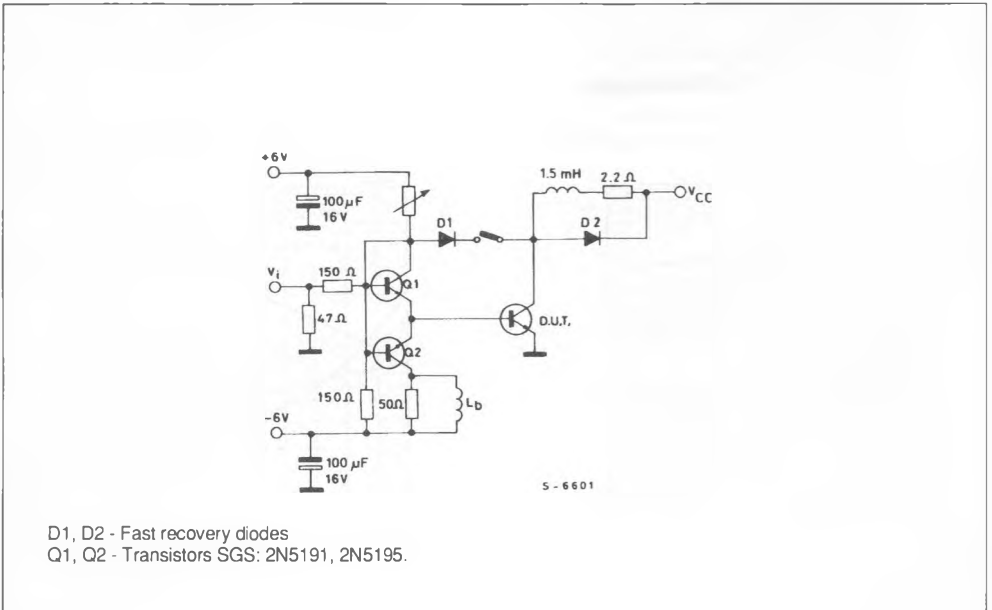 +6V
100µF
16V
1.5 mH
2.2 Ω
VCC
D1
D2
Vi
150 Ω
Q1
47Ω
D.U.T.
Q2
150Ω
50Ω
Lb
-6V
100 µF
16V
S-6601
D1, D2 - Fast recovery diodes
Q1, Q2 - Transistors SGS: 2N5191, 2N5195.